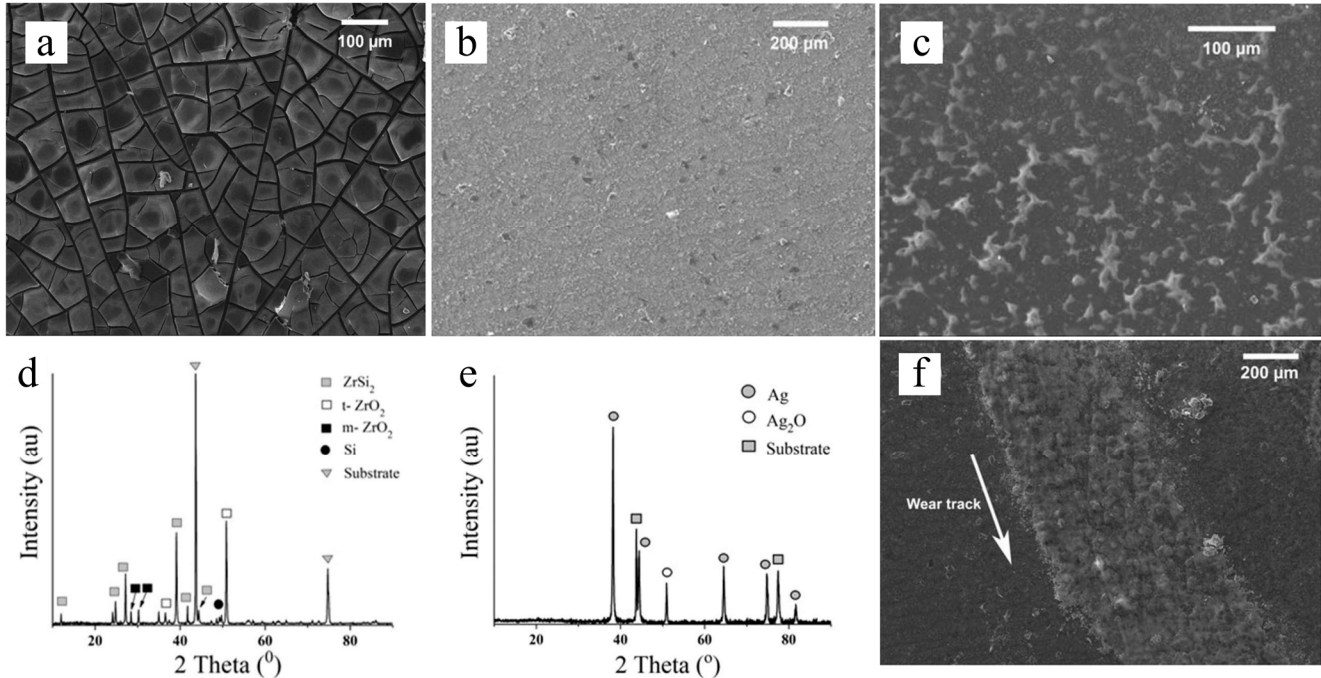 a
100 µm
b
200 µm
c
100 µm
d
Intensity (au)
ZrSi₂
t- ZrO₂
m- ZrO₂
Si
Substrate
10 20 40 60 80
2 Theta (⁰)
e
Intensity (au)
Ag
Ag₂O
Substrate
20 40 60 80
2 Theta (°)
f
200 µm
Wear track